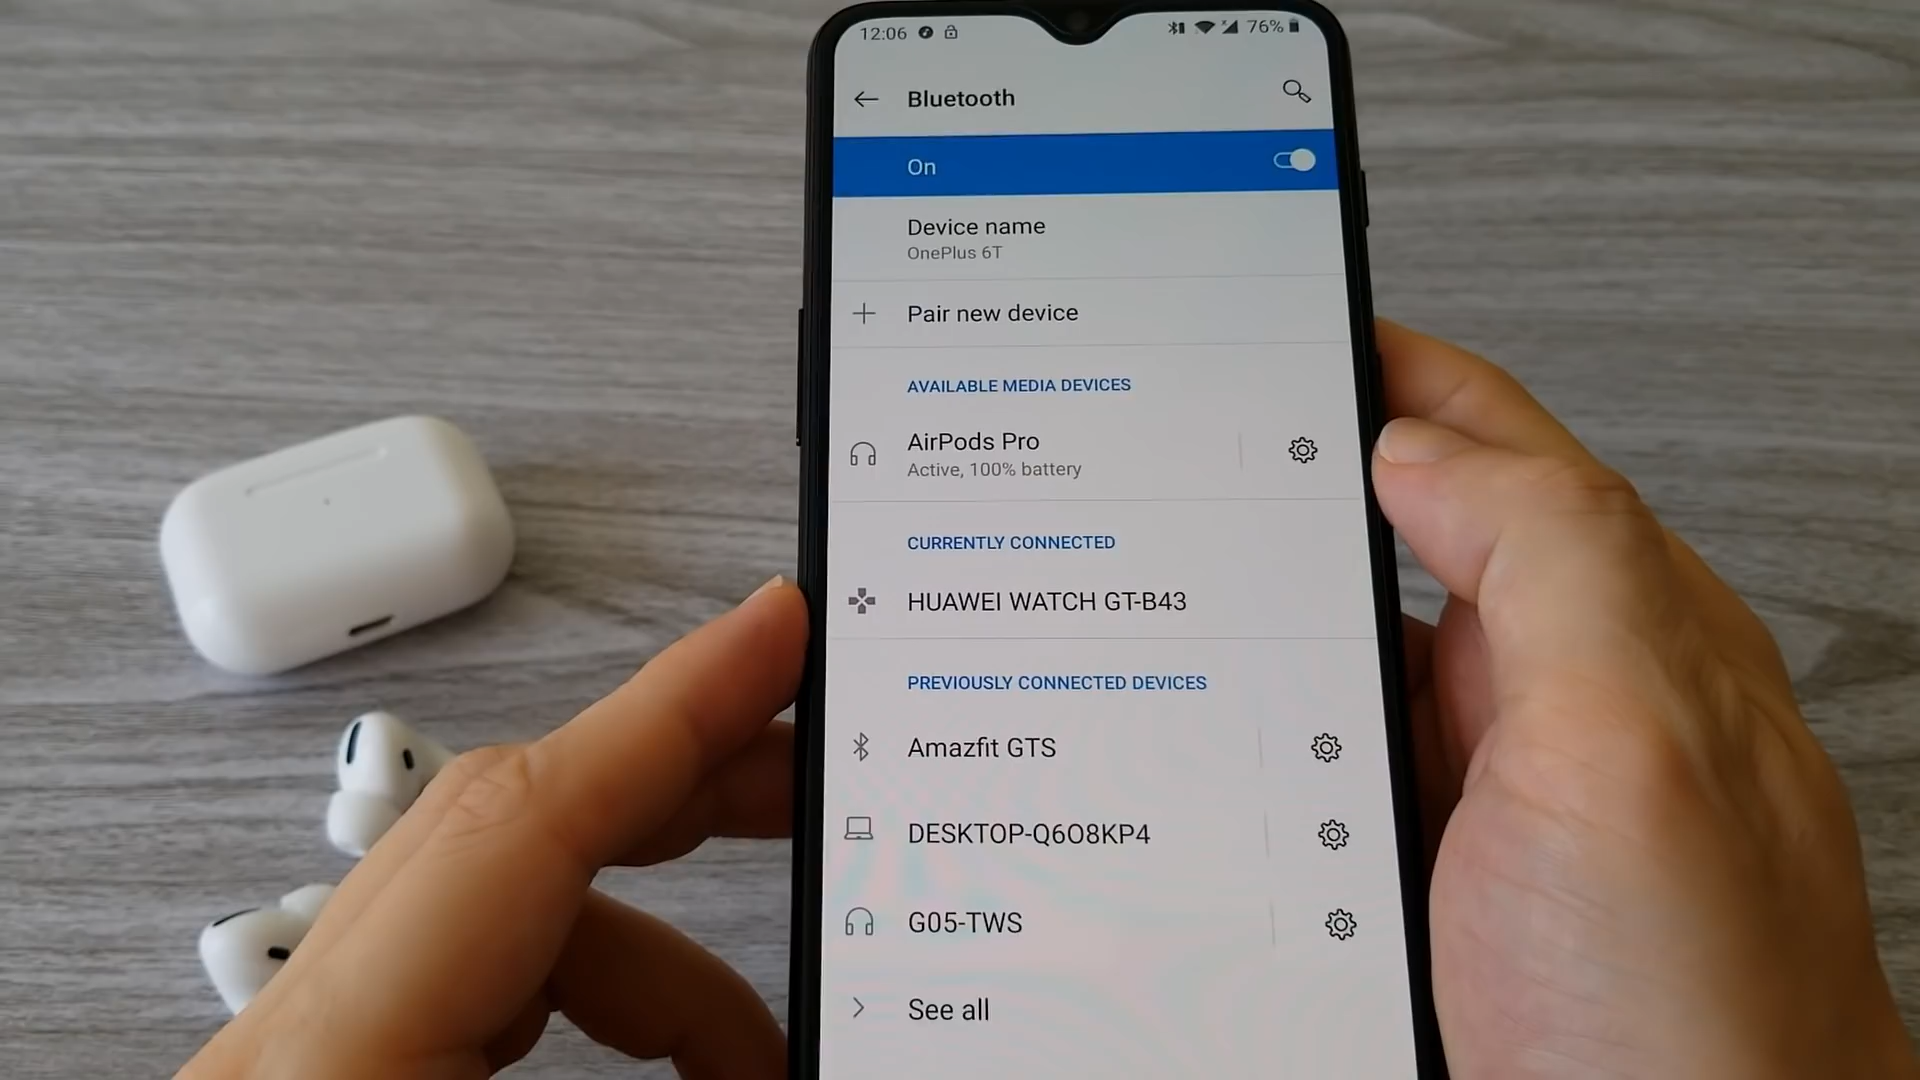 12:06
76%
Bluetooth
On
Device name
OnePlus 6T
Pair new device
AVAILABLE MEDIA DEVICES
AirPods Pro
Active, 100% battery
CURRENTLY CONNECTED
HUAWEI WATCH GT-B43
PREVIOUSLY CONNECTED DEVICES
Amazfit GTS
DESKTOP-Q6O8KP4
G05-TWS
See all